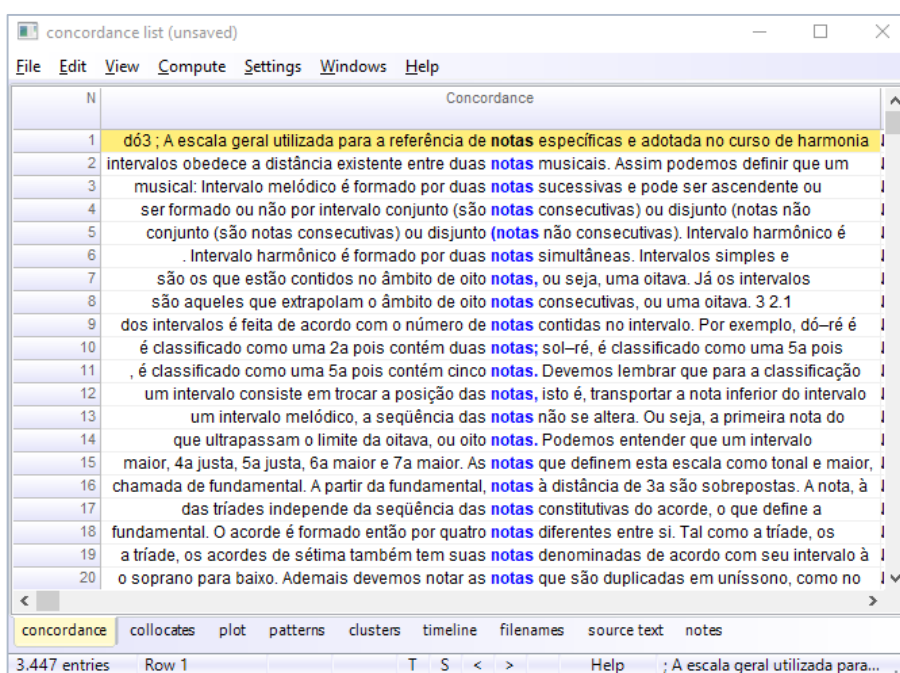 concordance list (unsaved)
File Edit View Compute Settings Windows Help
N Concordance
1 dó3 ; A escala geral utilizada para a referência de notas específicas e adotada no curso de harmonia
2 intervalos obedece a distância existente entre duas notas musicais. Assim podemos definir que um
3 musical: Intervalo melódico é formado por duas notas sucessivas e pode ser ascendente ou
4 ser formado ou não por intervalo conjunto (são notas consecutivas) ou disjunto (notas não
5 conjunto (são notas consecutivas) ou disjunto (notas não consecutivas). Intervalo harmônico é
6 . Intervalo harmônico é formado por duas notas simultâneas. Intervalos simples e
7 são os que estão contidos no âmbito de oito notas, ou seja, uma oitava. Já os intervalos
8 são aqueles que extrapolam o âmbito de oito notas consecutivas, ou uma oitava. 3 2.1
9 dos intervalos é feita de acordo com o número de notas contidas no intervalo. Por exemplo, dó–ré é
10 é classificado como uma 2a pois contém duas notas; sol–ré, é classificado como uma 5a pois
11 , é classificado como uma 5a pois contém cinco notas. Devemos lembrar que para a classificação
12 um intervalo consiste em trocar a posição das notas, isto é, transportar a nota inferior do intervalo
13 um intervalo melódico, a seqüência das notas não se altera. Ou seja, a primeira nota do
14 que ultrapassam o limite da oitava, ou oito notas. Podemos entender que um intervalo
15 maior, 4a justa, 5a justa, 6a maior e 7a maior. As notas que definem esta escala como tonal e maior,
16 chamada de fundamental. A partir da fundamental, notas à distância de 3a são sobrepostas. A nota, à
17 das tríades independe da seqüência das notas constitutivas do acorde, o que define a
18 fundamental. O acorde é formado então por quatro notas diferentes entre si. Tal como a tríade, os
19 a tríade, os acordes de sétima também tem suas notas denominadas de acordo com seu intervalo à
20 o soprano para baixo. Ademais devemos notar as notas que são duplicadas em uníssono, como no
concordance collocates plot patterns clusters timeline filenames source text notes
3.447 entries Row 1 T S < > Help ; A escala geral utilizada para...